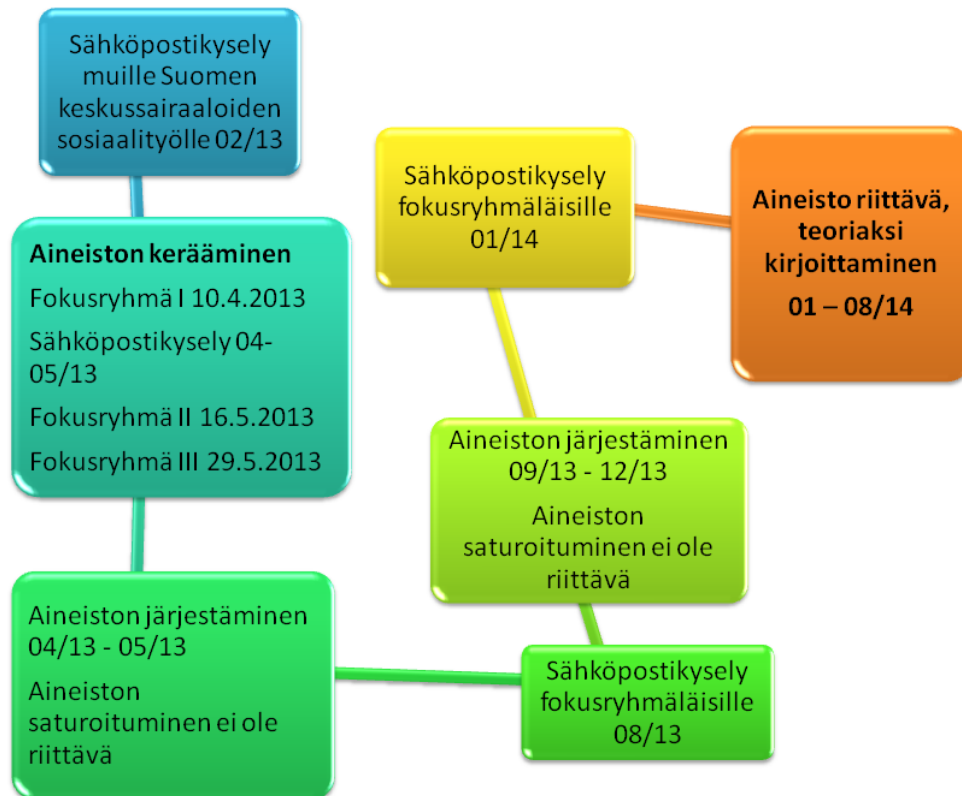 Sähköpostikysely
muille Suomen
keskussairaaloiden
sosiaalityölle 02/13
Aineiston kerääminen
Fokusryhmä I 10.4.2013
Sähköpostikysely 04-
05/13
Fokusryhmä II 16.5.2013
Fokusryhmä III 29.5.2013
Aineiston järjestäminen
04/13 - 05/13
Aineiston
saturoituminen ei ole
riittävä
Sähköpostikysely
fokusryhmäläisille
08/13
Aineiston järjestäminen
09/13 - 12/13
Aineiston
saturoituminen ei ole
riittävä
Sähköpostikysely
fokusryhmäläisille
01/14
Aineisto riittävä,
teoriaksi
kirjoittaminen
01 – 08/14